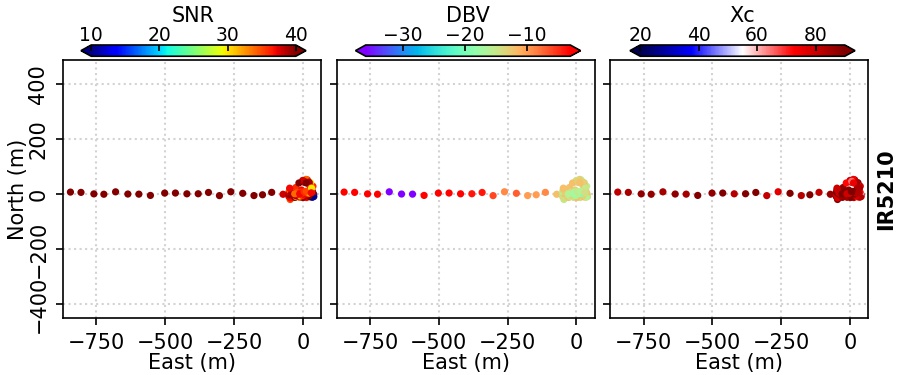 SNR DBV Xc
10 20 30 40 −30 −20 −10 20 40 60 80
400
200
0
−200
−400
North (m)
−750 −500 −250 0 −750 −500 −250 0 −750 −500 −250 0
East (m) East (m) East (m)
IR5210